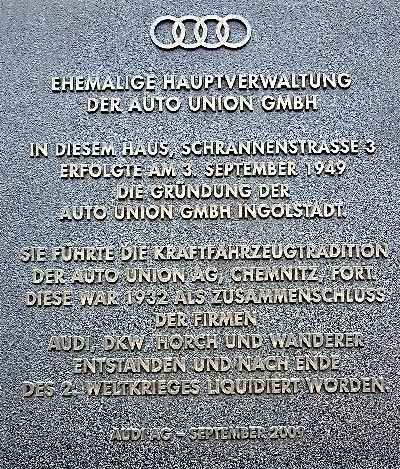 EHEMALIGE HAUPTVERWALTUNG
DER AUTO UNION GMBH
IN DIESEM HAUS, SCHRANNENSTRASSE 3
ERFOLGTE AM 3. SEPTEMBER 1949
DIE GRÜNDUNG DER
AUTO UNION GMBH INGOLSTADT.
SIE FÜHRTE DIE KRAFTFAHRZEUGTRADITION
DER AUTO UNION AG, CHEMNITZ, FORT.
DIESE WAR 1932 ALS ZUSAMMENSCHLUSS
DER FIRMEN
AUDI, DKW, HORCH UND WANDERER
ENTSTANDEN UND NACH ENDE
DES 2. WELTKRIEGES LIQUIDIERT WORDEN.
AUDI AG – SEPTEMBER 2009